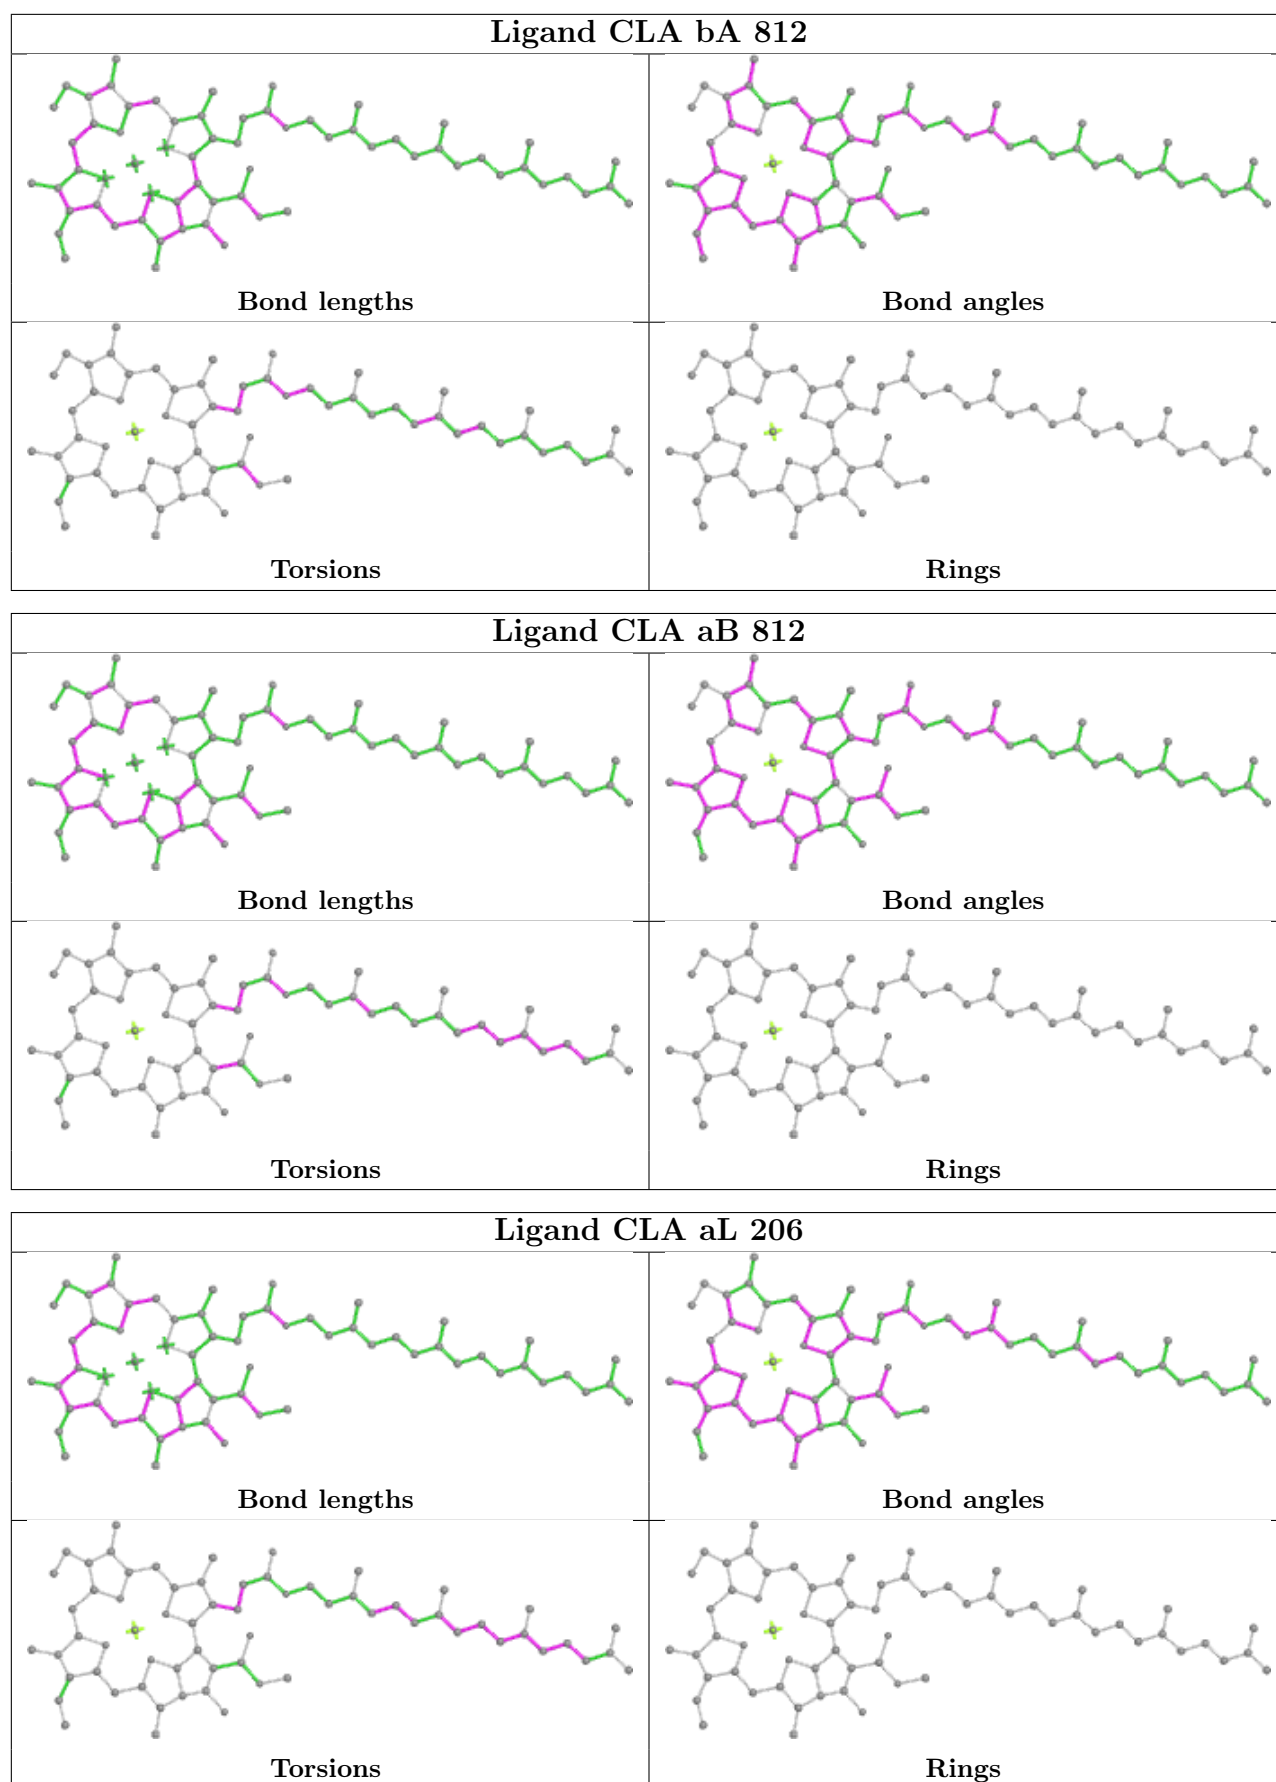 Ligand CLA bA 812
Bond lengths
Bond angles
Torsions
Rings
Ligand CLA aB 812
Bond lengths
Bond angles
Torsions
Rings
Ligand CLA aL 206
Bond lengths
Bond angles
Torsions
Rings